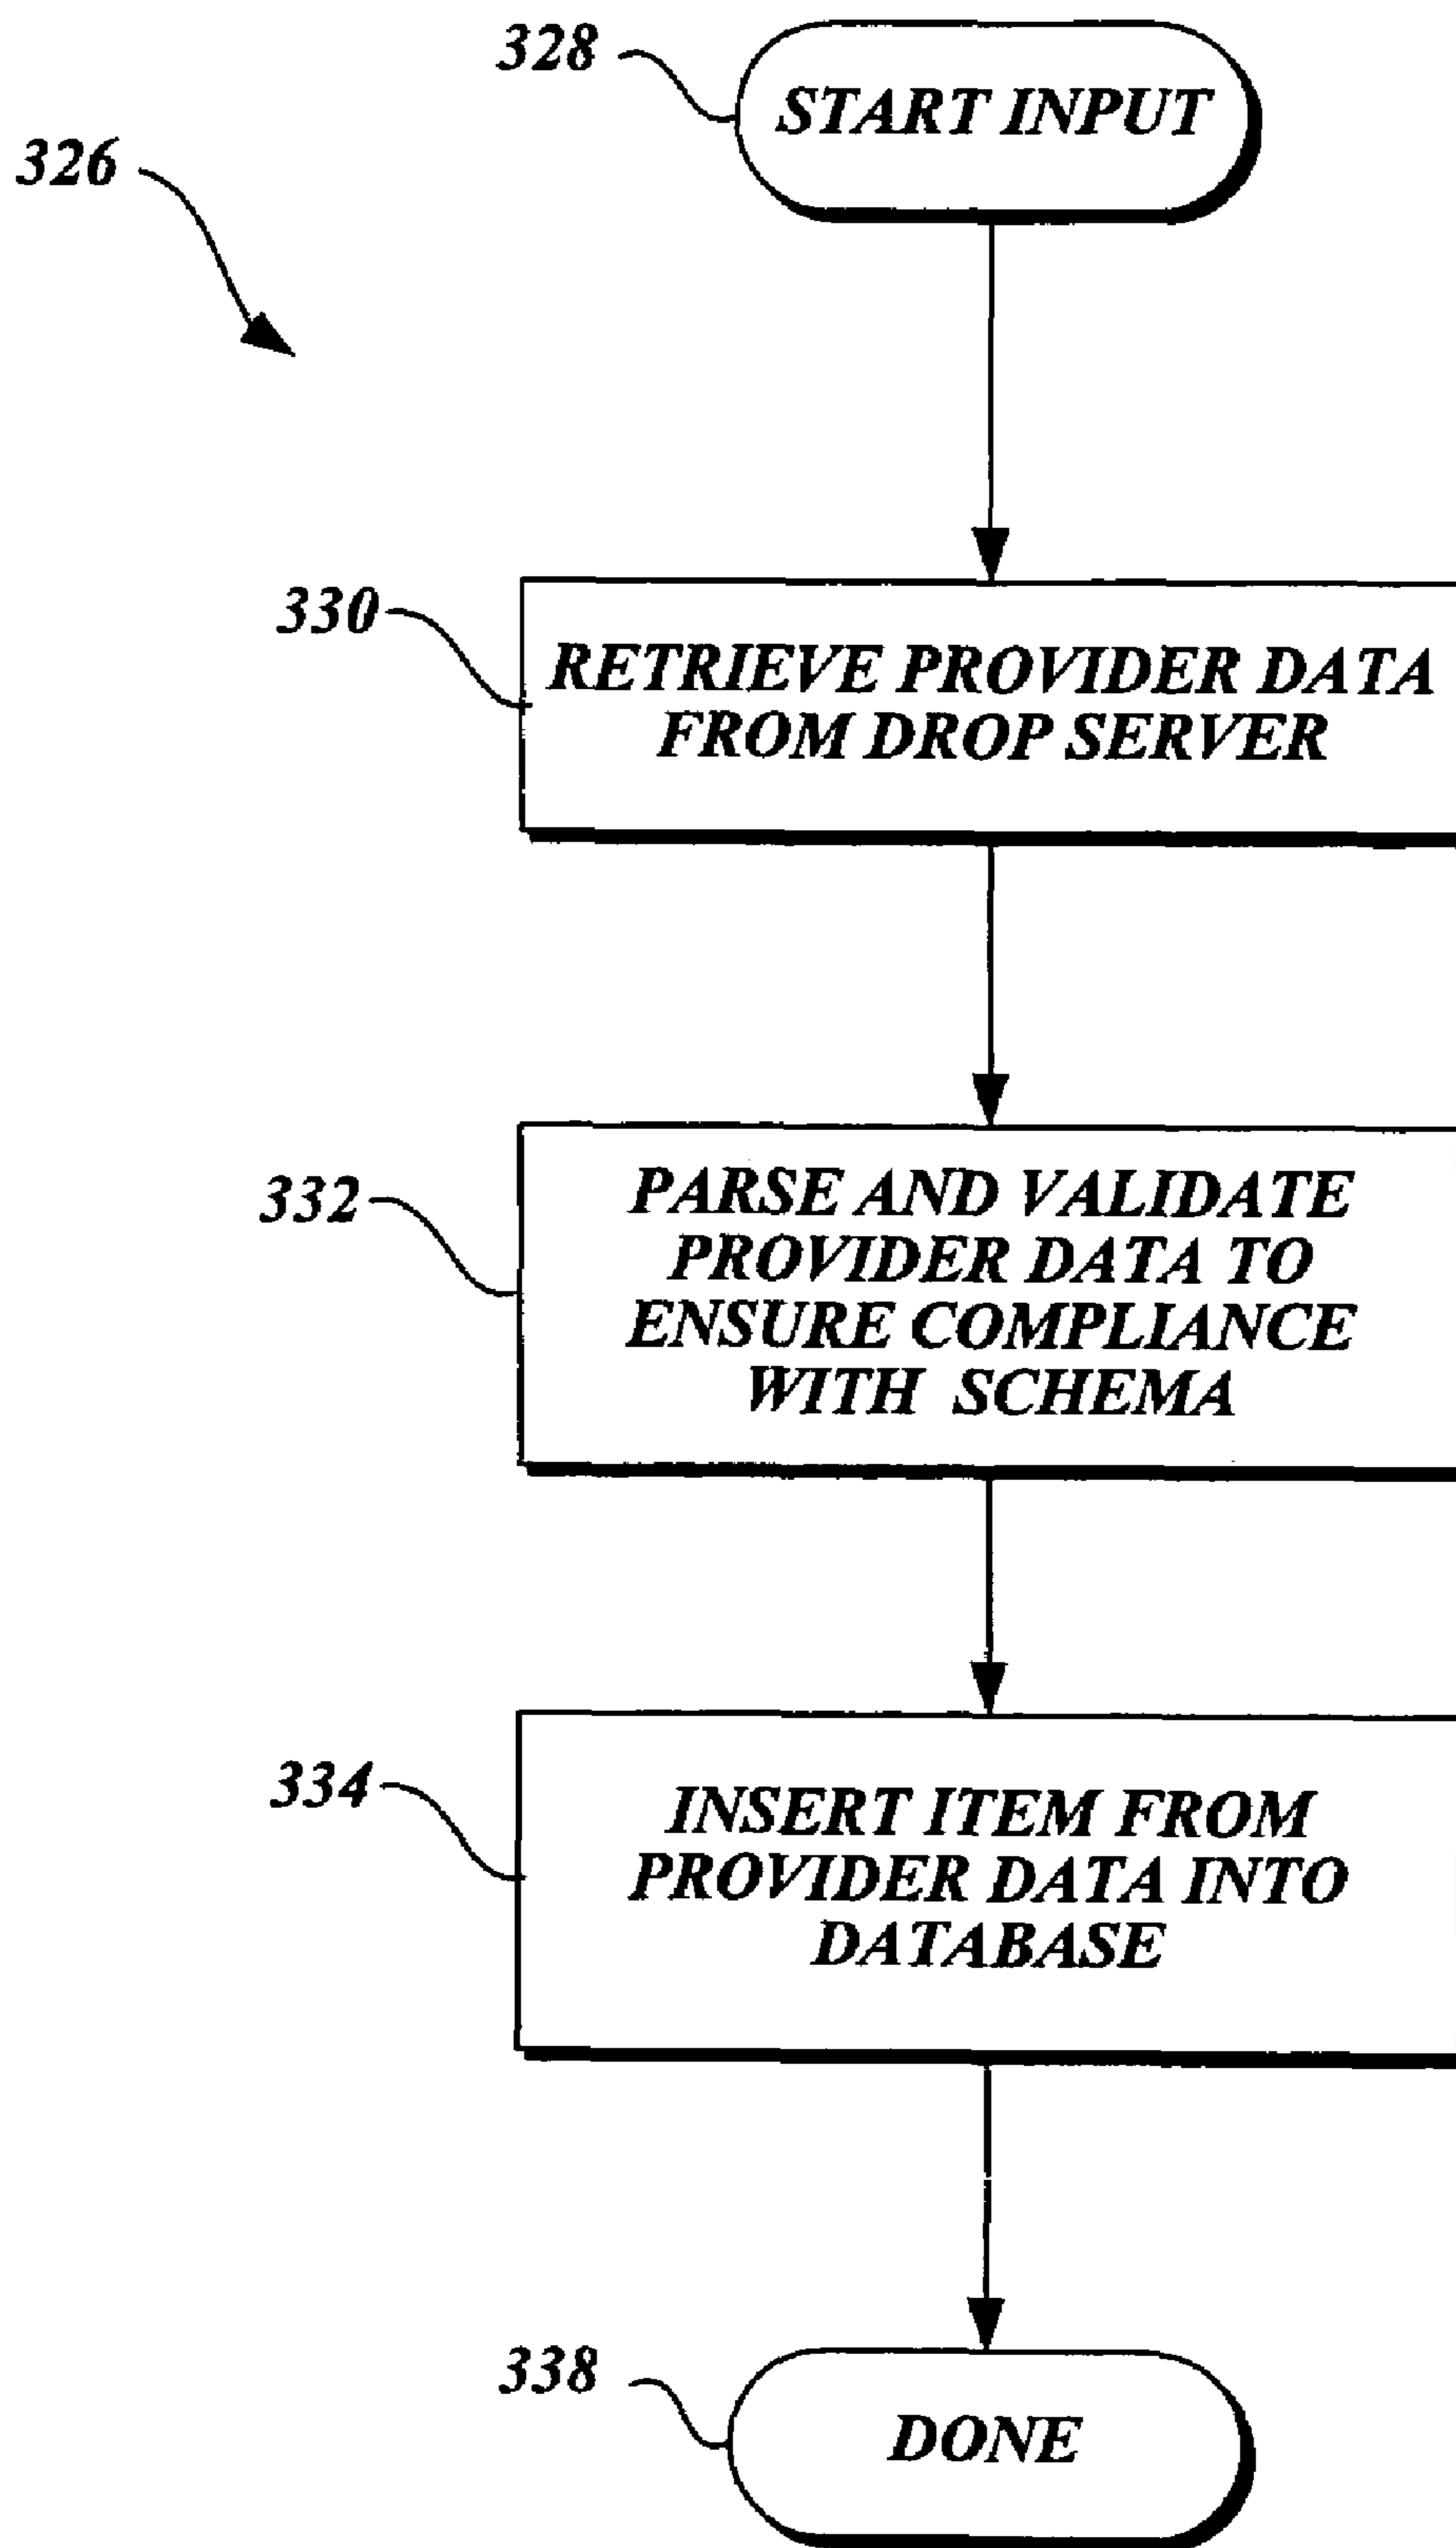 328
START INPUT
326
330
RETRIEVE PROVIDER DATA
FROM DROP SERVER
332
PARSE AND VALIDATE
PROVIDER DATA TO
ENSURE COMPLIANCE
WITH SCHEMA
334
INSERT ITEM FROM
PROVIDER DATA INTO
DATABASE
338
DONE